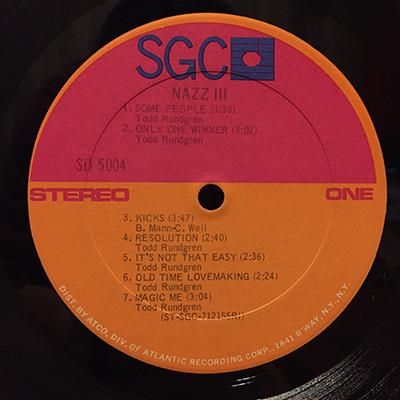 SGC
NAZZ III
1. SOME PEOPLE (3:38)
Todd Rundgren
2. ONLY ONE WINNER (3:02)
Todd Rundgren
SD 5004
STEREO ONE
3. KICKS (3:47)
B. Mann-C. Weil
4. RESOLUTION (2:40)
Todd Rundgren
5. IT'S NOT THAT EASY (2:36)
Todd Rundgren
6. OLD TIME LOVEMAKING (2:24)
Todd Rundgren
7. MAGIC ME (3:04)
Todd Rundgren
(ST-SGC-712155RI)
DIST. BY ATCO, DIV. OF ATLANTIC RECORDING CORP., 1841 B'WAY, N.Y., N.Y.